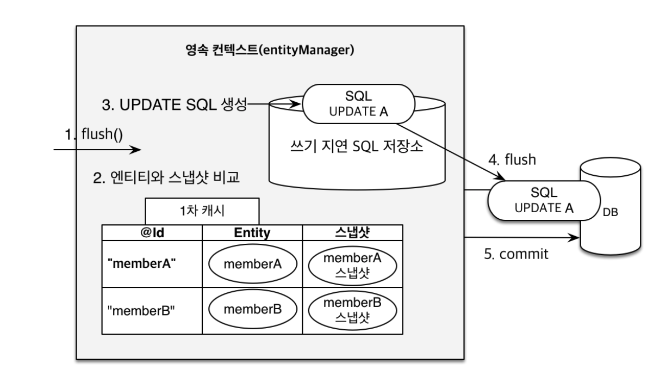 영속 컨텍스트(entityManager)
3. UPDATE SQL 생성
SQL
UPDATE A
1. flush()
쓰기 지연 SQL 저장소
4. flush
2. 엔티티와 스냅샷 비교
SQL
UPDATE A
DB
1차 캐시
@Id Entity 스냅샷
5. commit
"memberA" memberA memberA
스냅샷
"memberB" memberB memberB
스냅샷